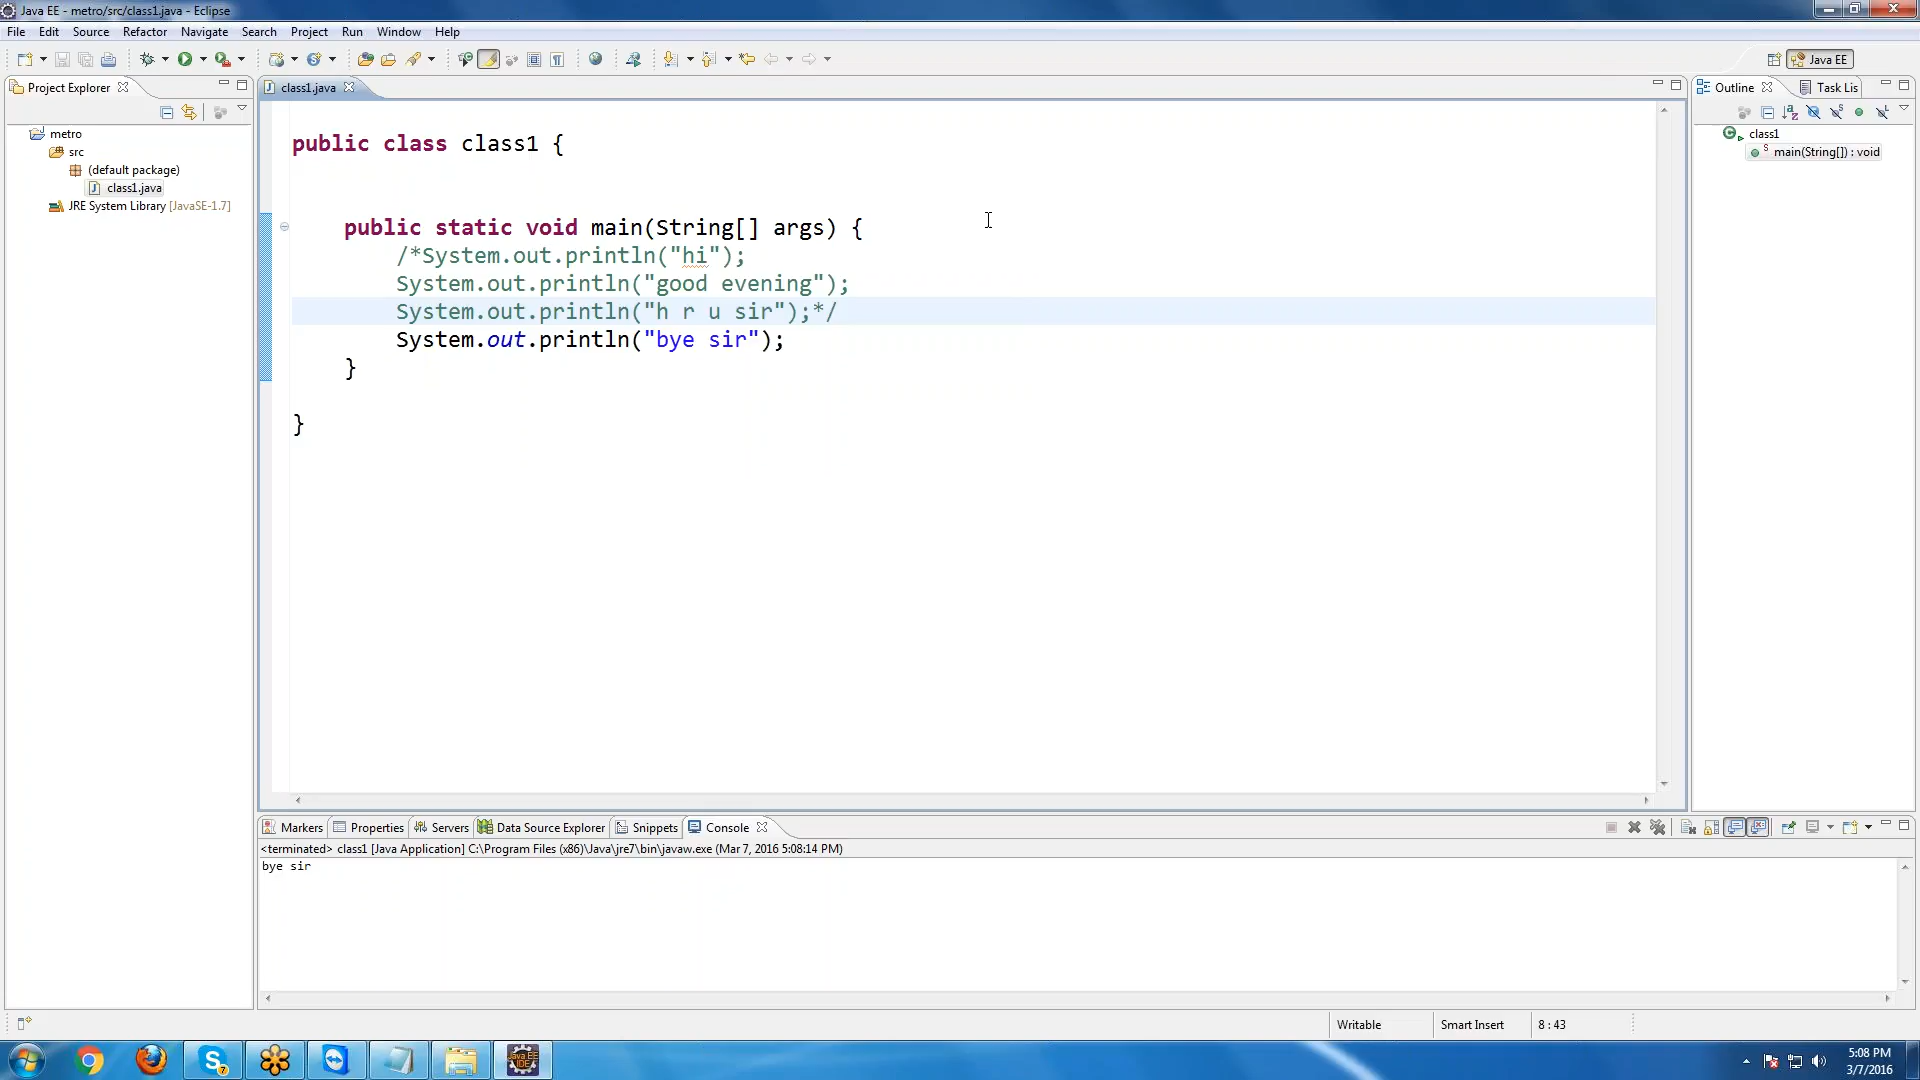 Java EE - metro/src/class1.java - Eclipse
File Edit Source Refactor Navigate Search Project Run Window Help
Java EE
Project Explorer
class1.java
Outline
Task Lis
metro
src
(default package)
class1.java
JRE System Library [JavaSE-1.7]
public class class1 {
public static void main(String[] args) {
/*System.out.println("hi");
System.out.println("good evening");
System.out.println("h r u sir");*/
System.out.println("bye sir");
}
}
class1
main(String[]) : void
Markers Properties Servers Data Source Explorer Snippets Console
<terminated> class1 [Java Application] C:\Program Files (x86)\Java\jre7\bin\javaw.exe (Mar 7, 2016 5:08:14 PM)
bye sir
Writable Smart Insert 8 : 43
Java EE
IDE
5:08 PM
3/7/2016